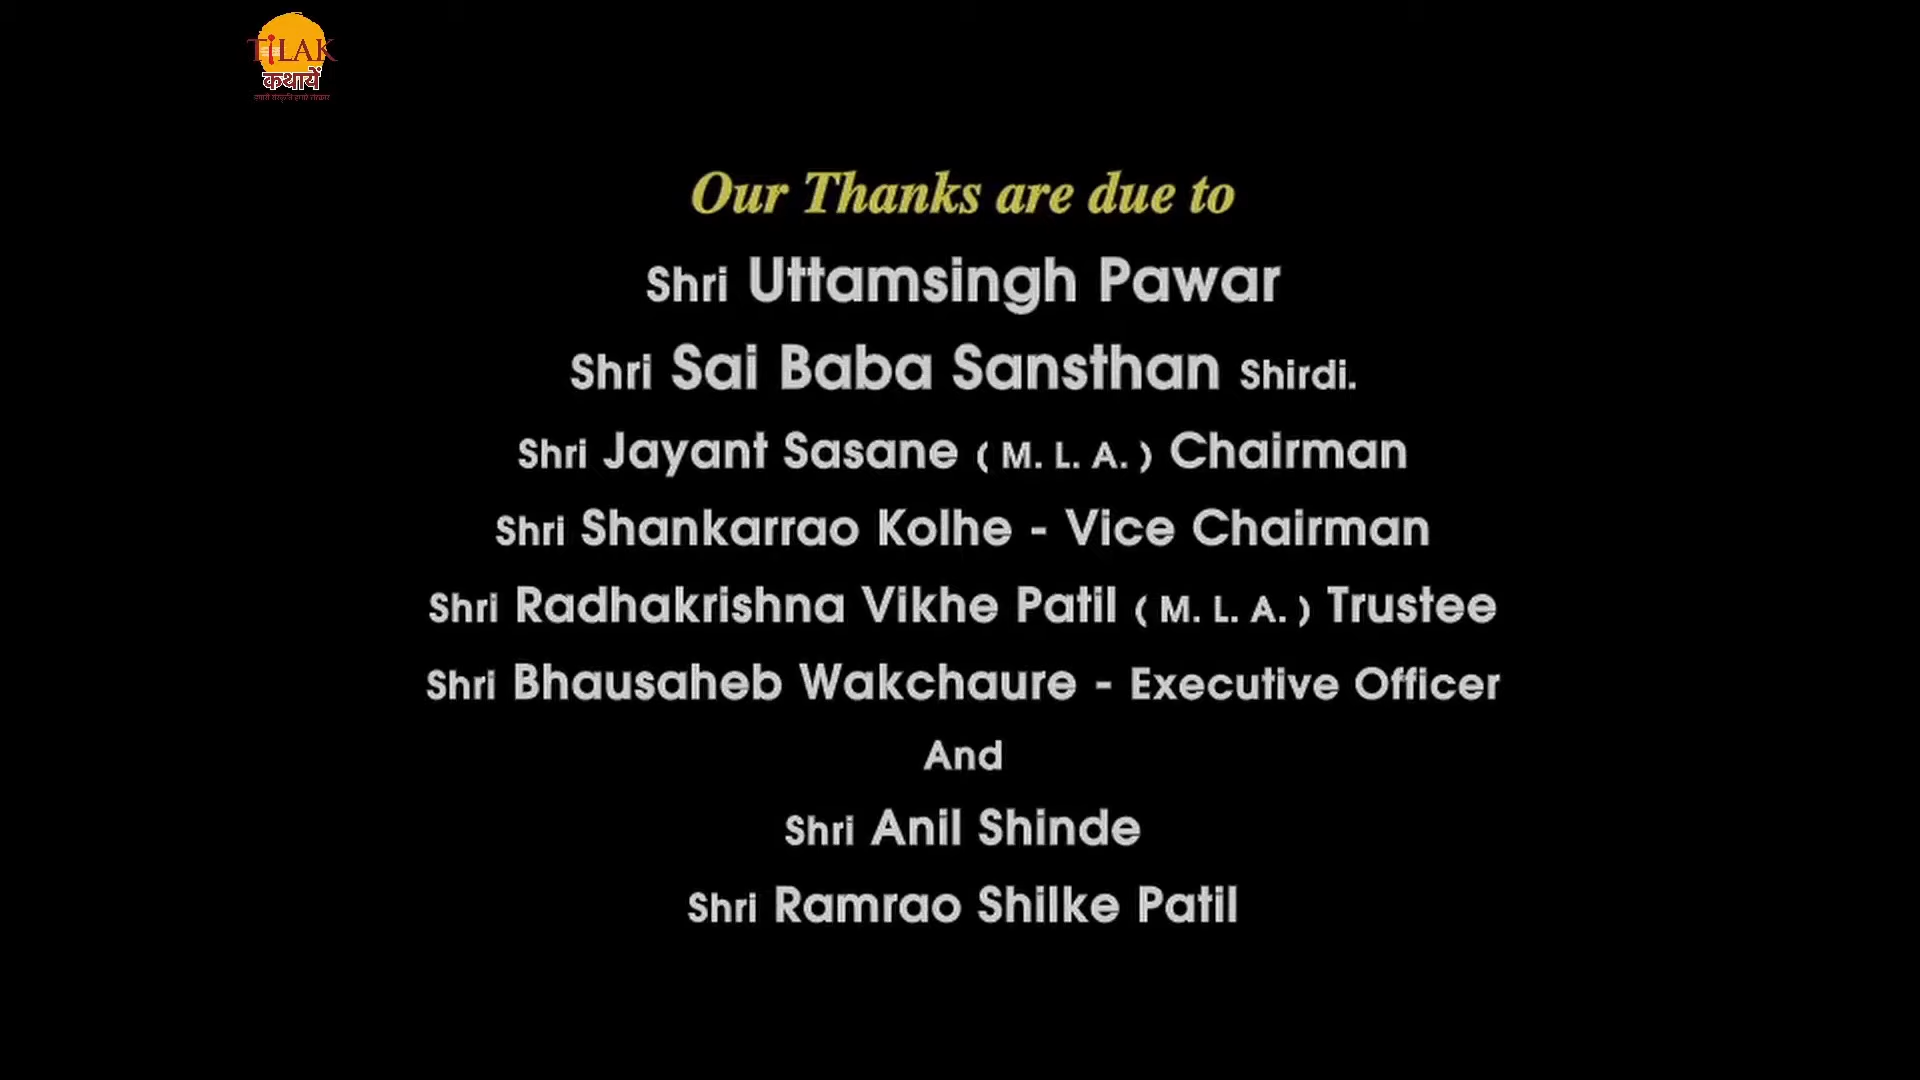 TiLAK
कथायें
Our Thanks are due to
Shri Uttamsingh Pawar
Shri Sai Baba Sansthan Shirdi.
Shri Jayant Sasane ( M. L. A. ) Chairman
Shri Shankarrao Kolhe - Vice Chairman
Shri Radhakrishna Vikhe Patil ( M. L. A. ) Trustee
Shri Bhausaheb Wakchaure - Executive Officer
And
Shri Anil Shinde
Shri Ramrao Shilke Patil